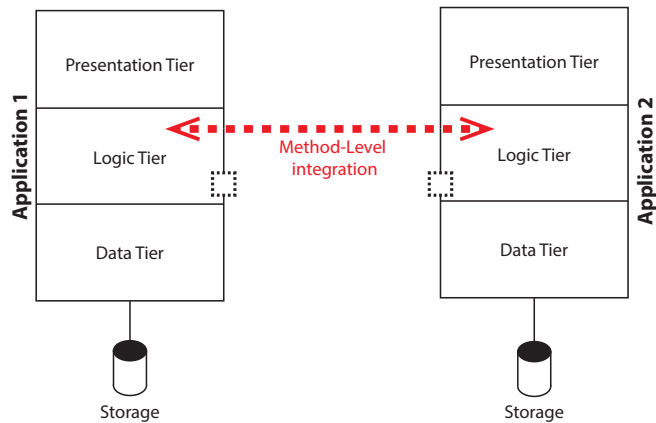 Application 1
Presentation Tier
Logic Tier
Data Tier
Storage
Method-Level
integration
Presentation Tier
Logic Tier
Data Tier
Storage
Application 2